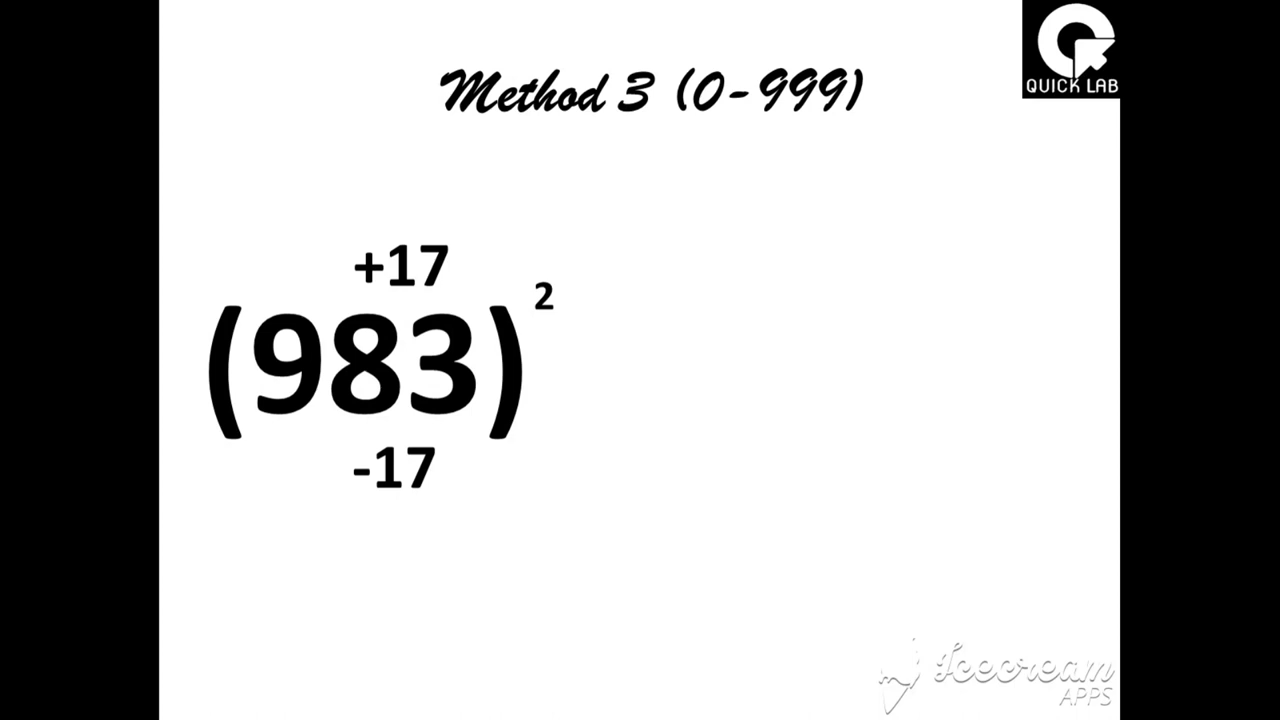 Method 3 (0-999)
QUICK LAB
+17
(983)²
-17
Icecream
APPS